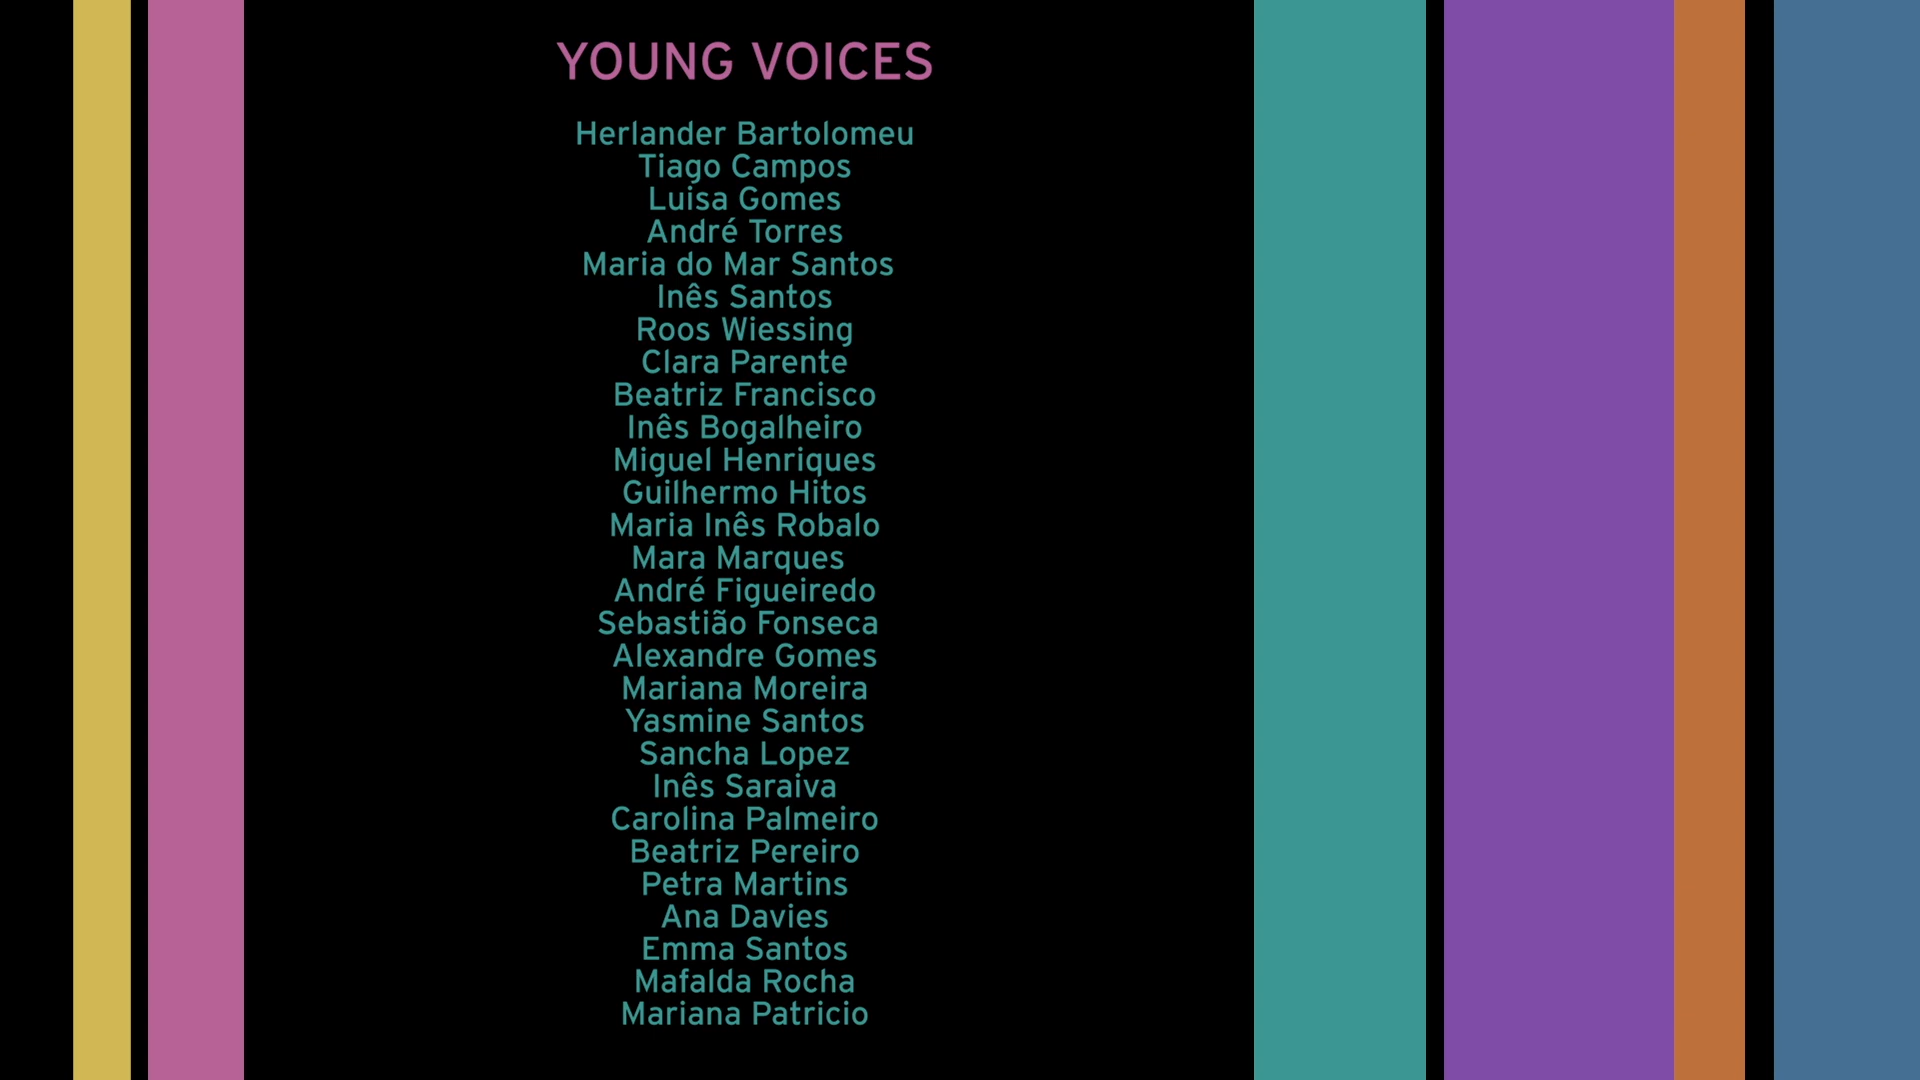 YOUNG VOICES
Herlander Bartolomeu
Tiago Campos
Luisa Gomes
André Torres
Maria do Mar Santos
Inês Santos
Roos Wiessing
Clara Parente
Beatriz Francisco
Inês Bogalheiro
Miguel Henriques
Guilhermo Hitos
Maria Inês Robalo
Mara Marques
André Figueiredo
Sebastião Fonseca
Alexandre Gomes
Mariana Moreira
Yasmine Santos
Sancha Lopez
Inês Saraiva
Carolina Palmeiro
Beatriz Pereiro
Petra Martins
Ana Davies
Emma Santos
Mafalda Rocha
Mariana Patricio